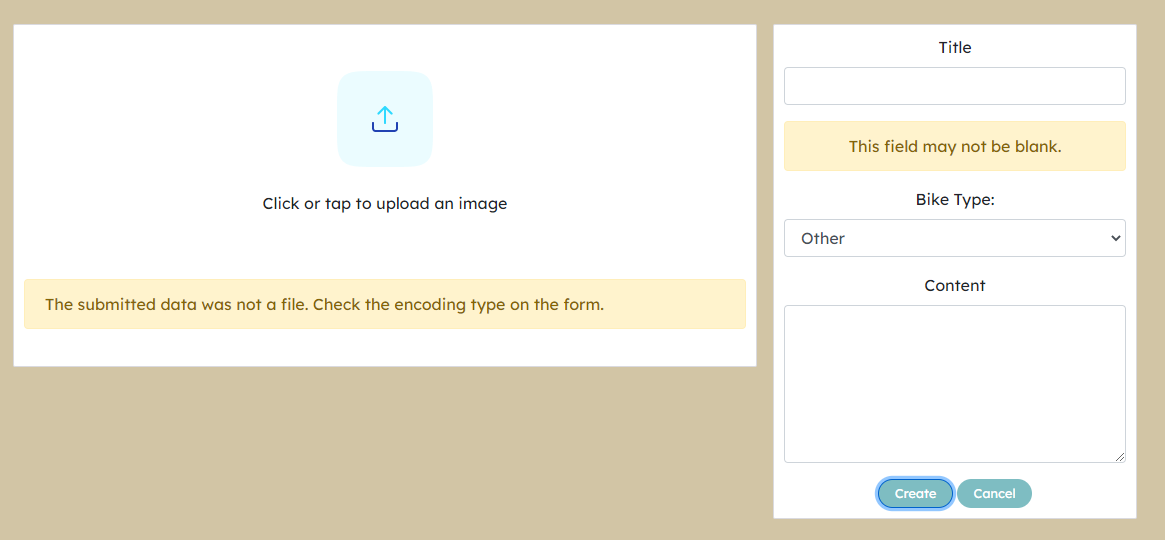 Click or tap to upload an image
The submitted data was not a file. Check the encoding type on the form.
Title
This field may not be blank.
Bike Type:
Other
Content
Create
Cancel